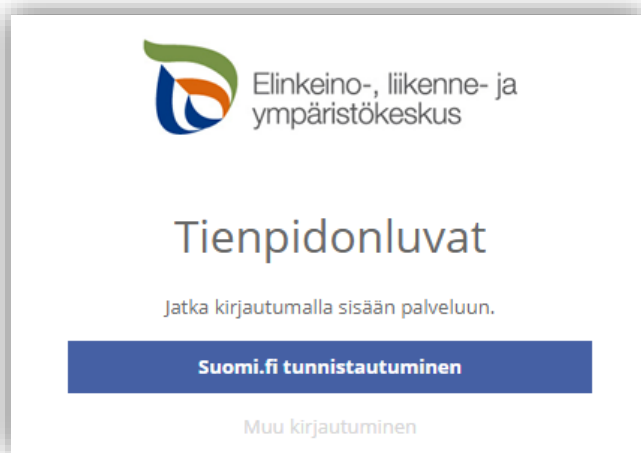 Elinkeino-, liikenne- ja
ympäristökeskus
Tienpidonluvat
Jatka kirjautumalla sisään palveluun.
Suomi.fi tunnistautuminen
Muu kirjautuminen